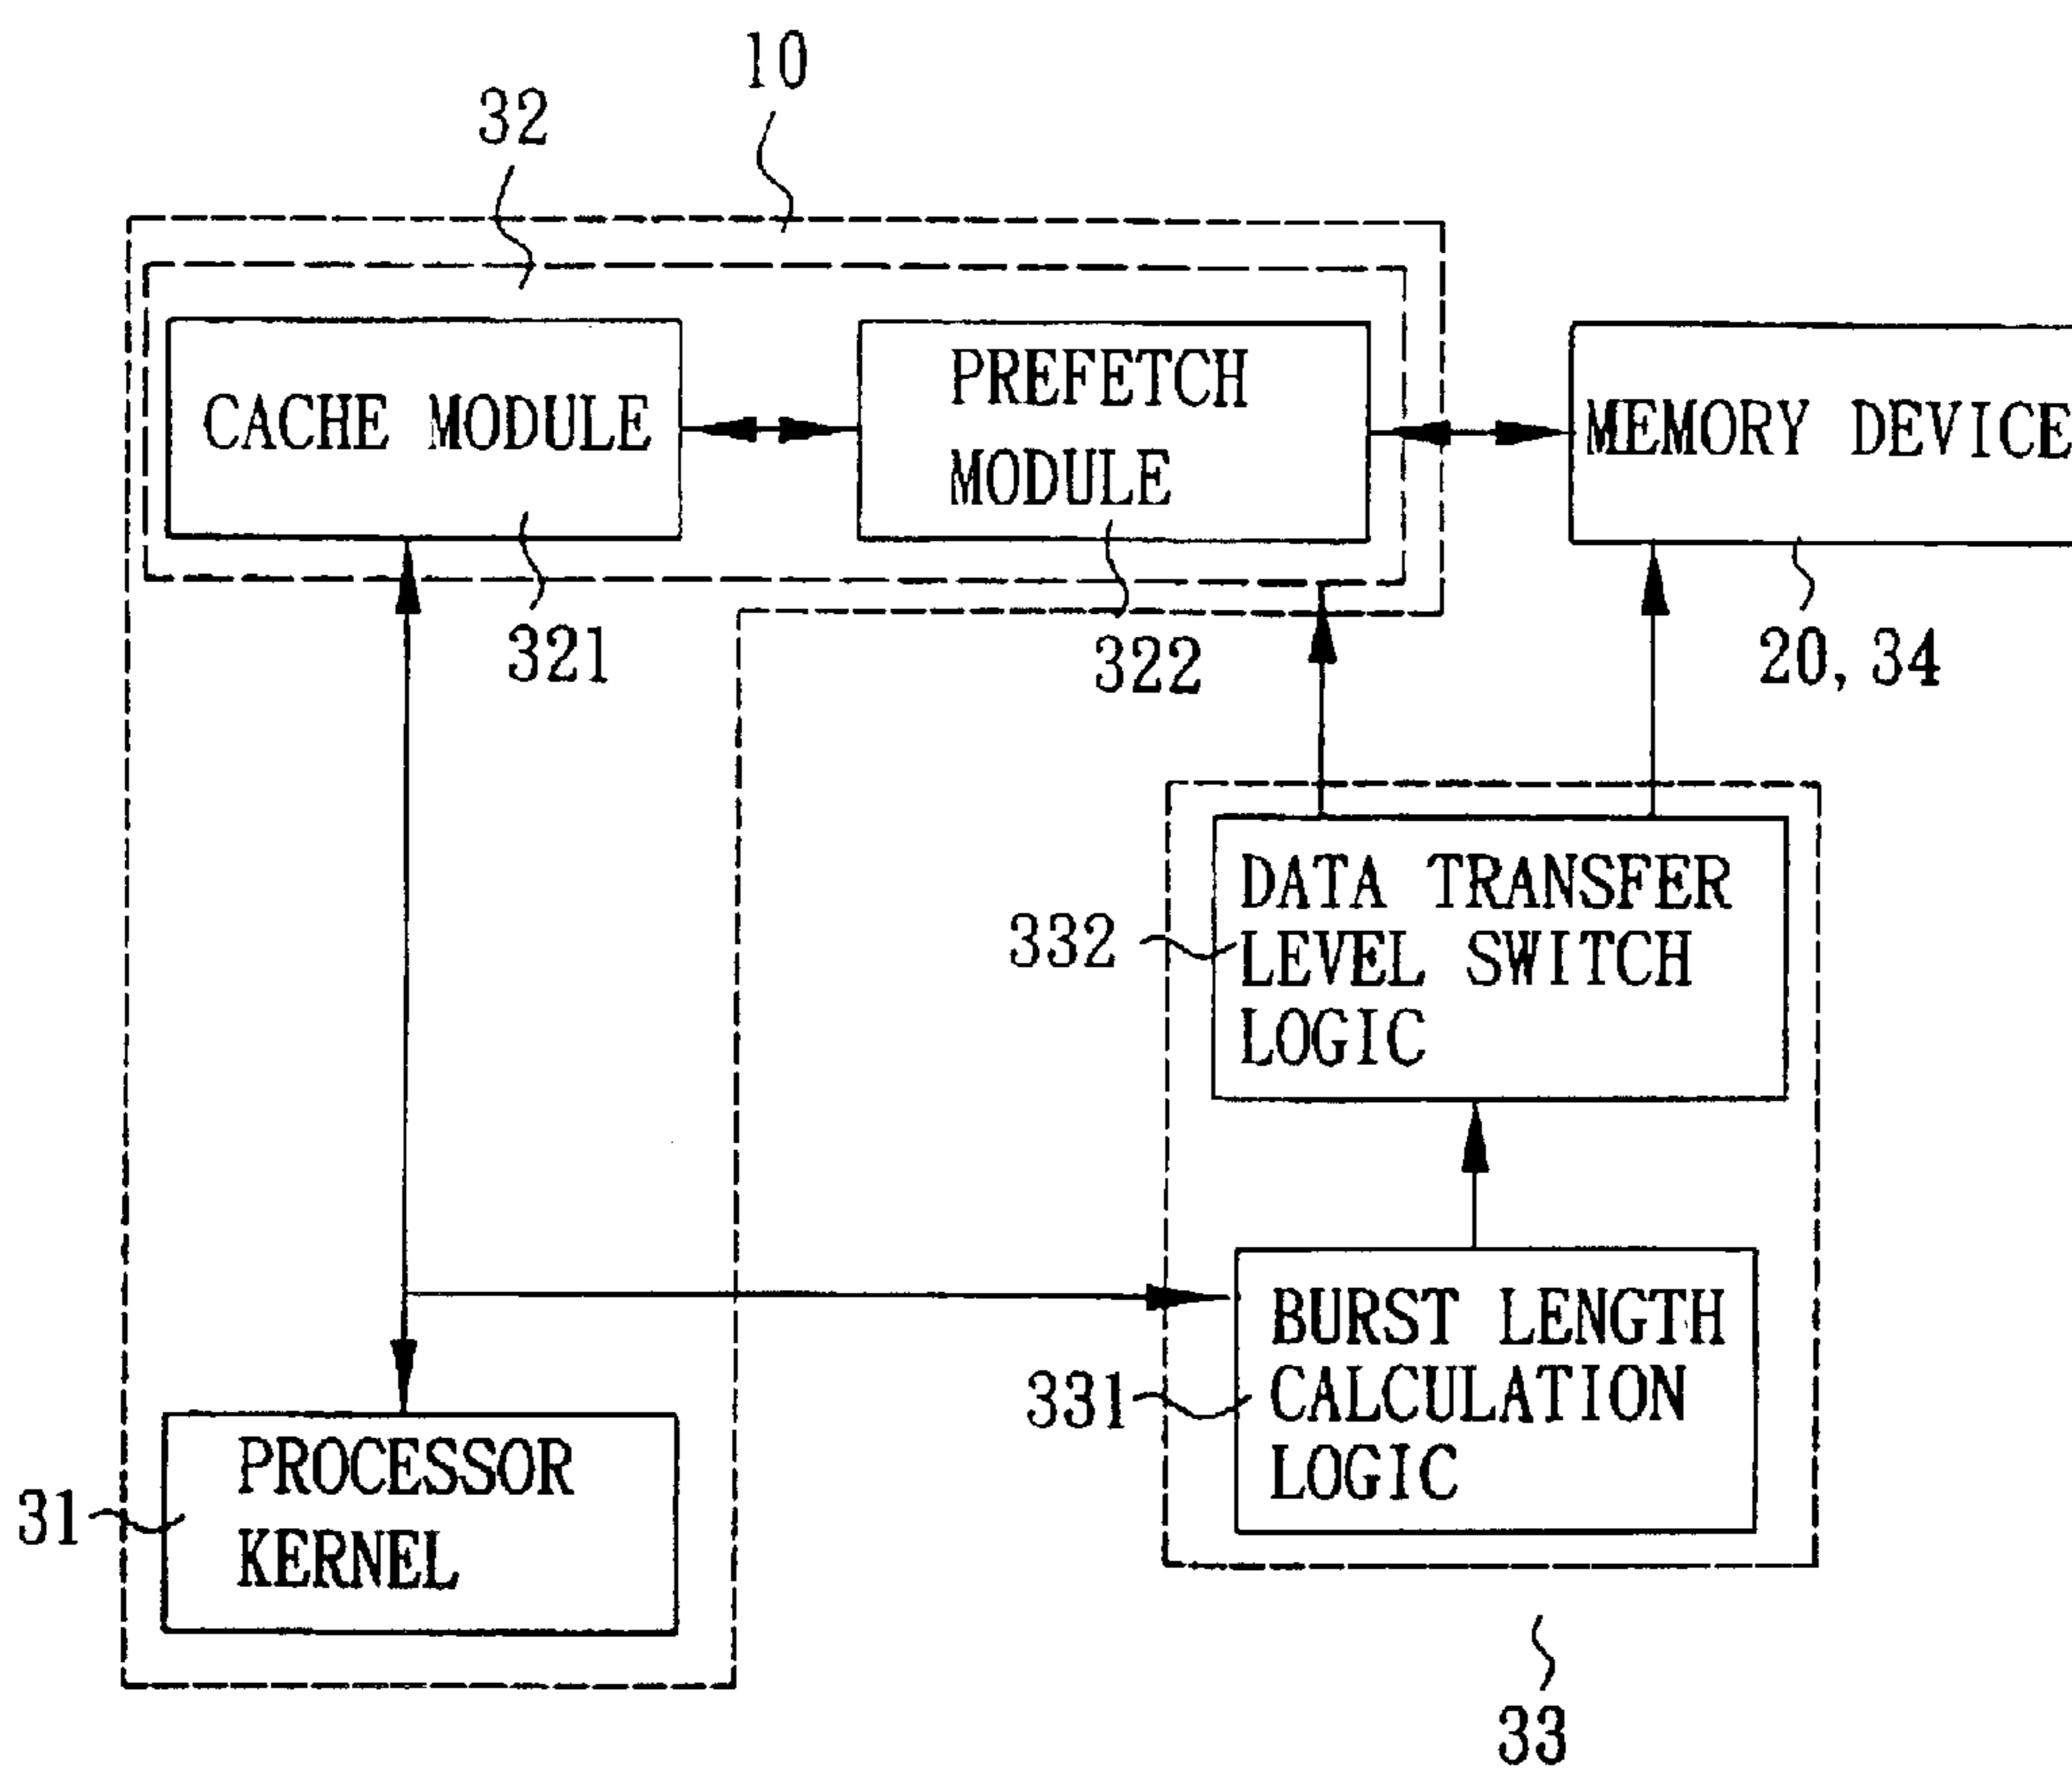 10
32
CACHE MODULE
PREFETCH
MODULE
MEMORY DEVICE
321
322
20, 34
332
DATA TRANSFER
LEVEL SWITCH
LOGIC
331
BURST LENGTH
CALCULATION
LOGIC
31
PROCESSOR
KERNEL
33